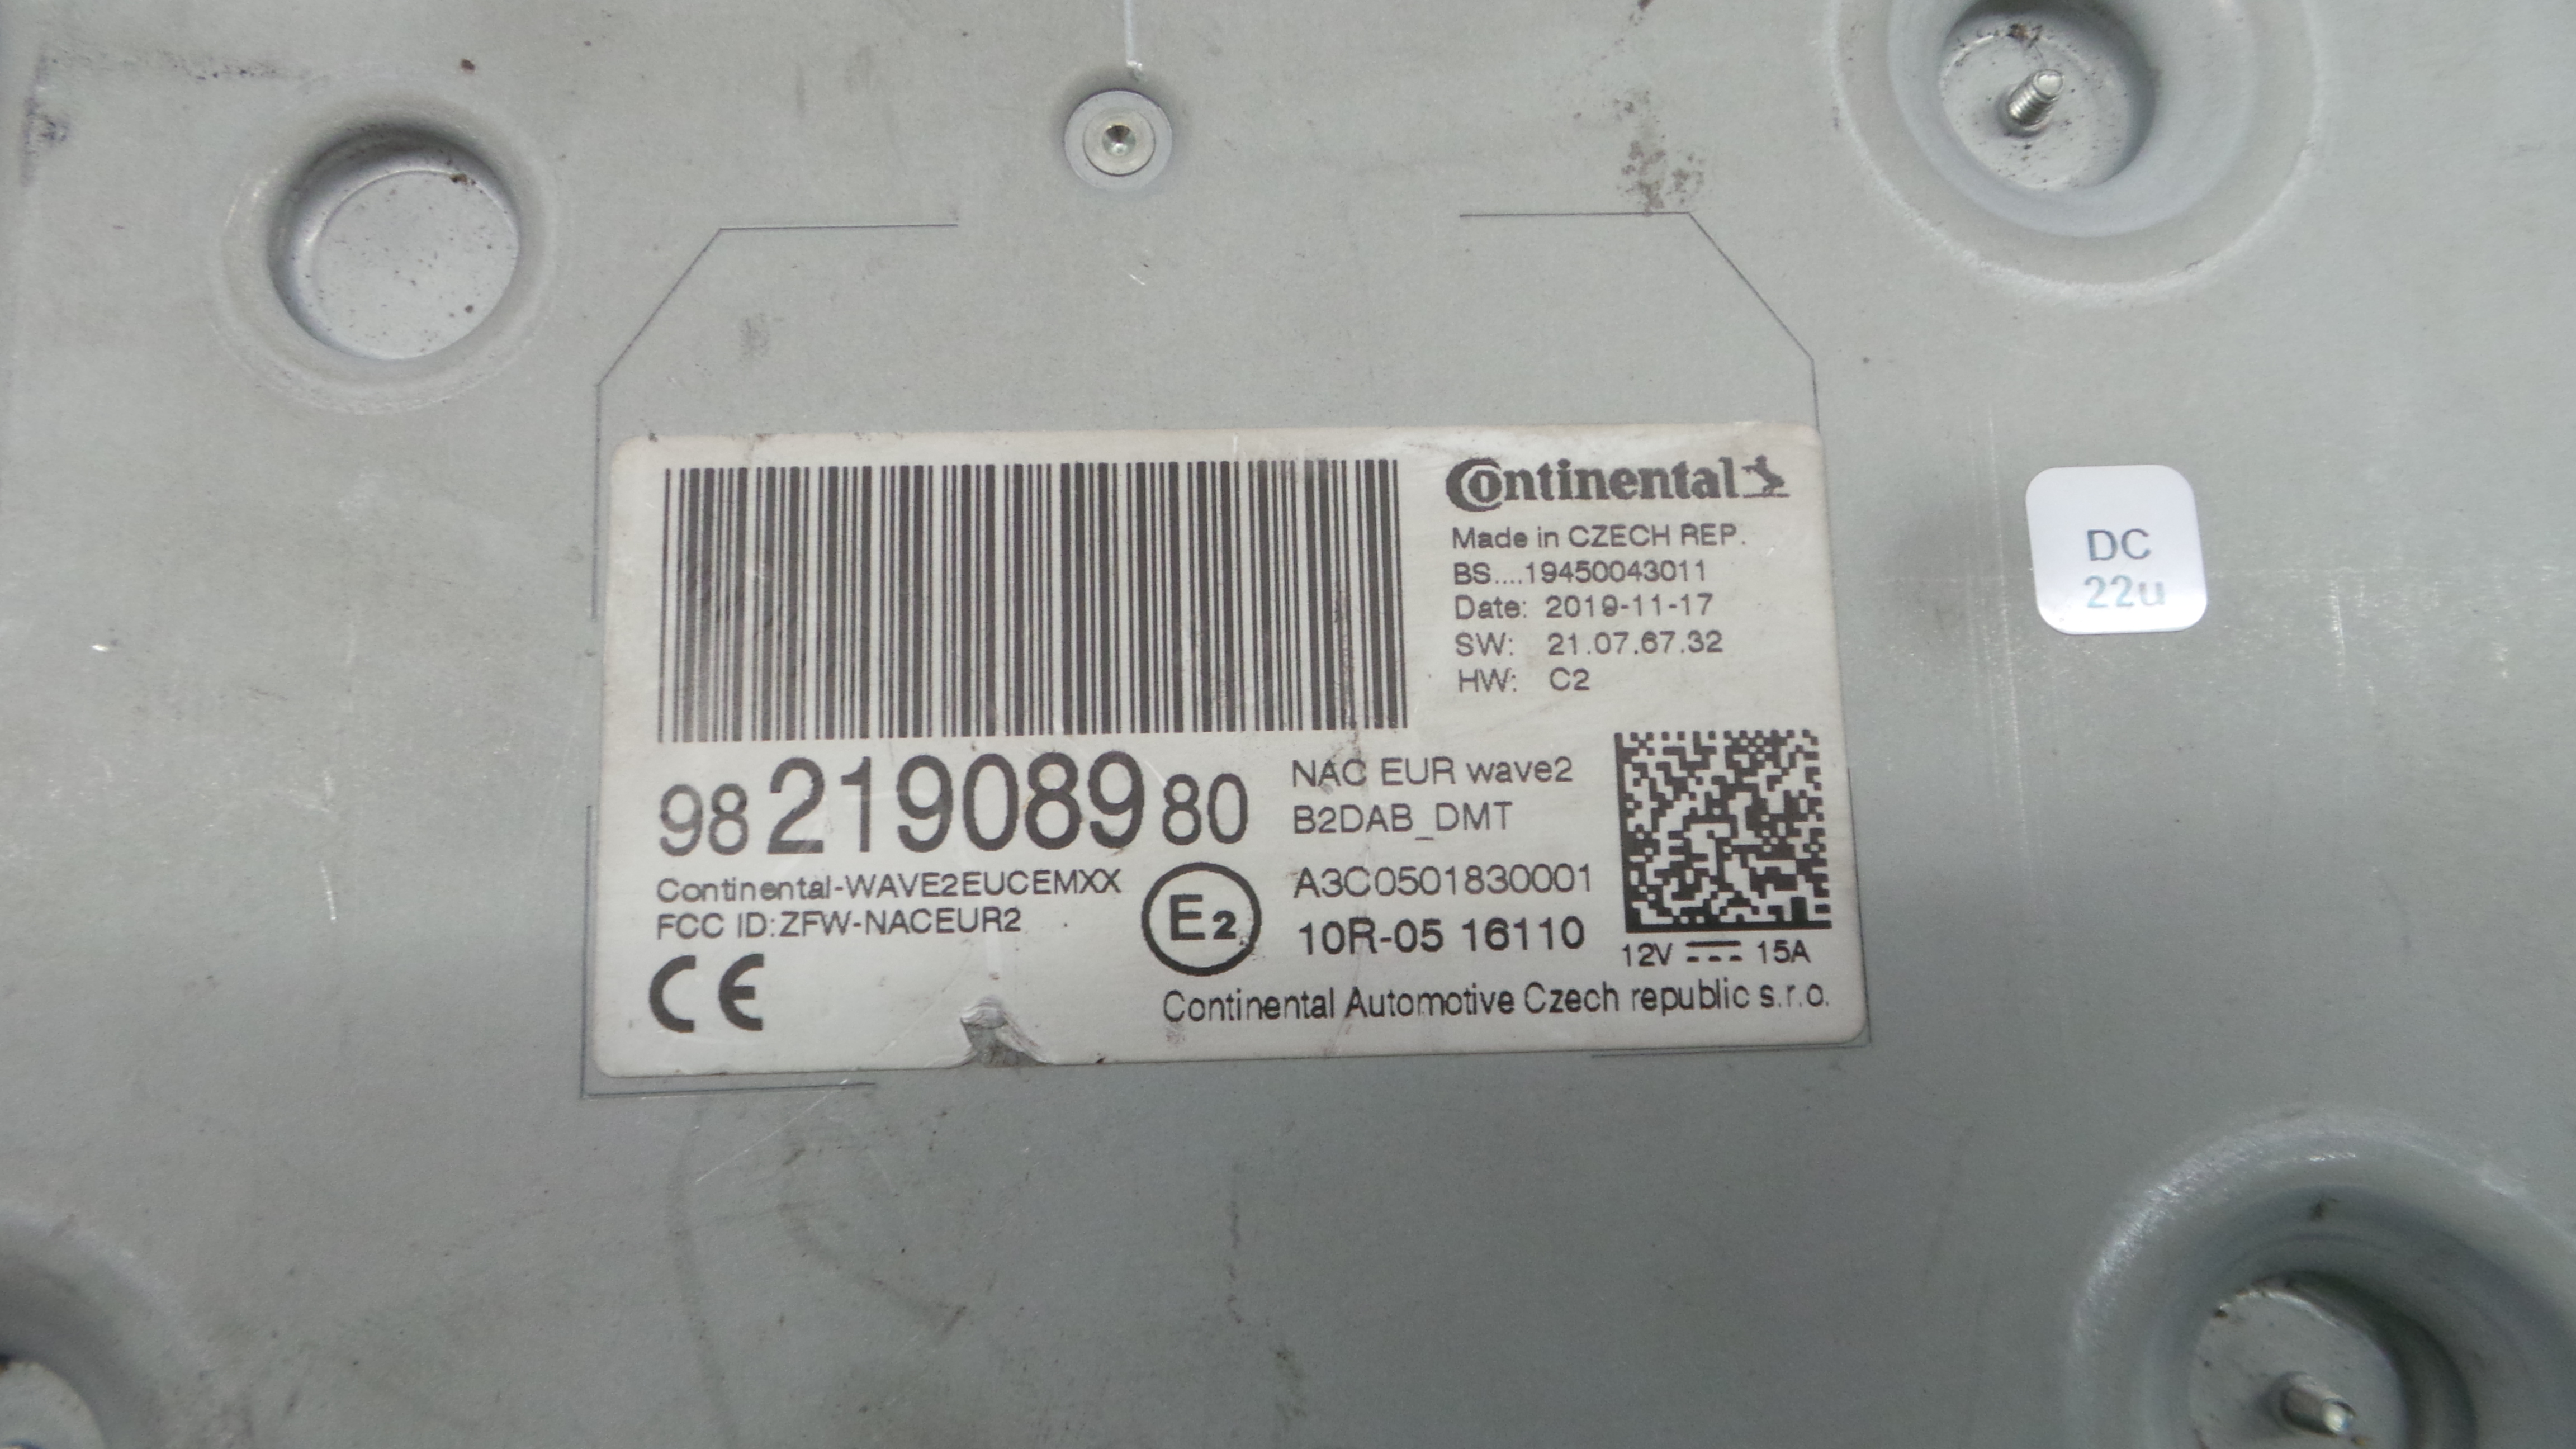 Continental
Made in CZECH REP.
BS....19450043011
Date: 2019-11-17
SW: 21.07.67.32
HW: C2
98 21908980
NAC EUR wave2
B2DAB_DMT
Continental-WAVE2EUCEMXX
FCC ID:ZFW-NACEUR2
E2
A3C0501830001
10R-05 16110
12V 15A
CE
Continental Automotive Czech republic s.r.o.
DC
22u